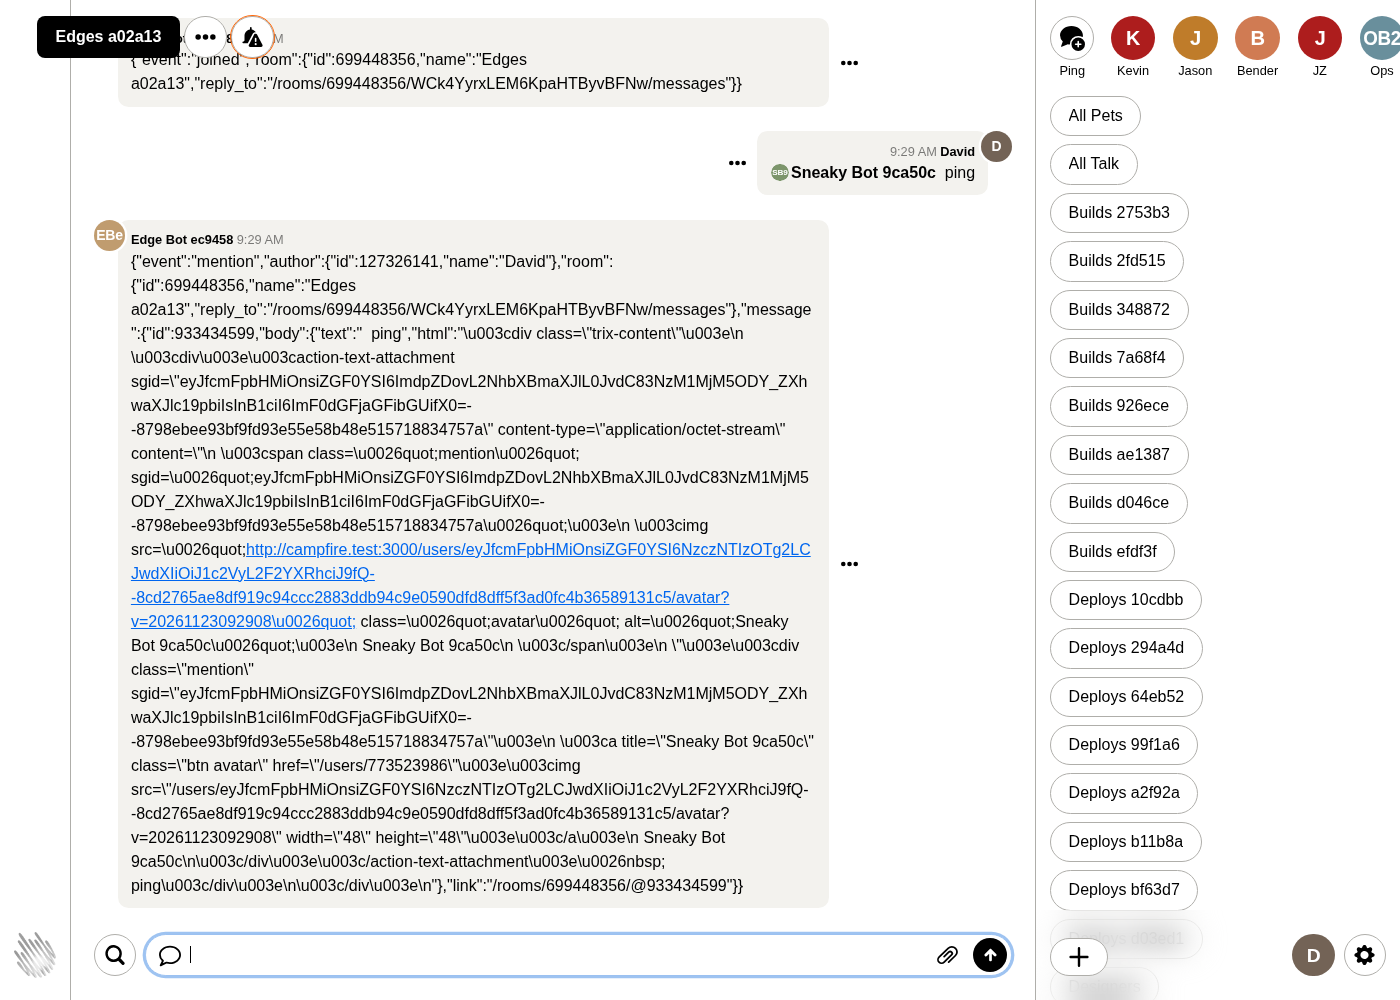 Edges a02a13
{"event":"joined","room":{"id":699448356,"name":"Edges
a02a13","reply_to":"/rooms/699448356/WCk4YyrxLEM6KpaHTByvBFNw/messages"}}
9:29 AM David
D
SB9 Sneaky Bot 9ca50c ping
EBe
Edge Bot ec9458 9:29 AM
{"event":"mention","author":{"id":127326141,"name":"David"},"room":
{"id":699448356,"name":"Edges
a02a13","reply_to":"/rooms/699448356/WCk4YyrxLEM6KpaHTByvBFNw/messages"},"message
":{"id":933434599,"body":{"text":"  ping","html":"\u003cdiv class=\"trix-content\"\u003e\n
\u003cdiv\u003e\u003caction-text-attachment
sgid=\"eyJfcmFpbHMiOnsiZGF0YSI6ImdpZDovL2NhbXBmaXJlL0JvdC83NzM1MjM5ODY_ZXh
waXJlc19pbiIsInB1ciI6ImF0dGFjaGFibGUifX0=-
-8798ebee93bf9fd93e55e58b48e515718834757a\" content-type=\"application/octet-stream\"
content=\"\n \u003cspan class=\u0026quot;mention\u0026quot;
sgid=\u0026quot;eyJfcmFpbHMiOnsiZGF0YSI6ImdpZDovL2NhbXBmaXJlL0JvdC83NzM1MjM5
ODY_ZXhwaXJlc19pbiIsInB1ciI6ImF0dGFjaGFibGUifX0=-
-8798ebee93bf9fd93e55e58b48e515718834757a\u0026quot;\u003e\n \u003cimg
src=\u0026quot;http://campfire.test:3000/users/eyJfcmFpbHMiOnsiZGF0YSI6NzczNTIzOTg2LC
JwdXIiOiJ1c2VyL2F2YXRhciJ9fQ-
-8cd2765ae8df919c94ccc2883ddb94c9e0590dfd8dff5f3ad0fc4b36589131c5/avatar?
v=20261123092908\u0026quot; class=\u0026quot;avatar\u0026quot; alt=\u0026quot;Sneaky
Bot 9ca50c\u0026quot;\u003e\n Sneaky Bot 9ca50c\n \u003c/span\u003e\n \"\u003e\u003cdiv
class=\"mention\"
sgid=\"eyJfcmFpbHMiOnsiZGF0YSI6ImdpZDovL2NhbXBmaXJlL0JvdC83NzM1MjM5ODY_ZXh
waXJlc19pbiIsInB1ciI6ImF0dGFjaGFibGUifX0=-
-8798ebee93bf9fd93e55e58b48e515718834757a\"\u003e\n \u003ca title=\"Sneaky Bot 9ca50c\"
class=\"btn avatar\" href=\"/users/773523986\"\u003e\u003cimg
src=\"/users/eyJfcmFpbHMiOnsiZGF0YSI6NzczNTIzOTg2LCJwdXIiOiJ1c2VyL2F2YXRhciJ9fQ-
-8cd2765ae8df919c94ccc2883ddb94c9e0590dfd8dff5f3ad0fc4b36589131c5/avatar?
v=20261123092908\" width=\"48\" height=\"48\"\u003e\u003c/a\u003e\n Sneaky Bot
9ca50c\n\u003c/div\u003e\u003c/action-text-attachment\u003e\u0026nbsp;
ping\u003c/div\u003e\n\u003c/div\u003e\n"},"link":"/rooms/699448356/@933434599"}}
K J B J OB2
Ping Kevin Jason Bender JZ Ops
All Pets
All Talk
Builds 2753b3
Builds 2fd515
Builds 348872
Builds 7a68f4
Builds 926ece
Builds ae1387
Builds d046ce
Builds efdf3f
Deploys 10cdbb
Deploys 294a4d
Deploys 64eb52
Deploys 99f1a6
Deploys a2f92a
Deploys b11b8a
Deploys bf63d7
Deploys d03ed1
D